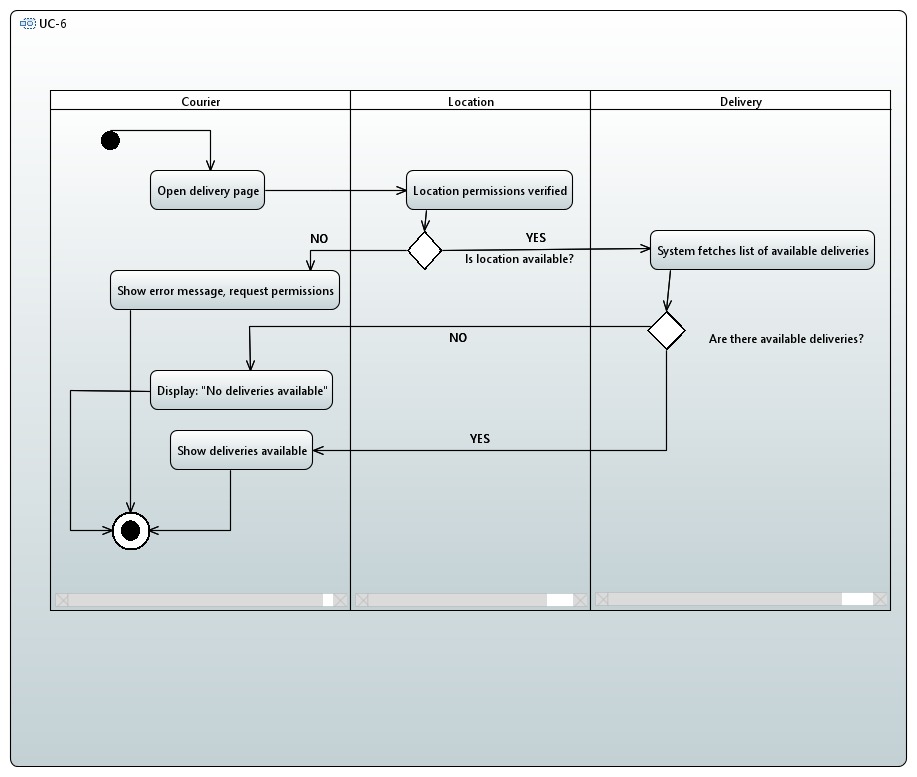 UC-6
Courier
Location
Delivery
Open delivery page
Location permissions verified
NO
YES
Is location available?
System fetches list of available deliveries
Show error message, request permissions
NO
Are there available deliveries?
Display: "No deliveries available"
YES
Show deliveries available